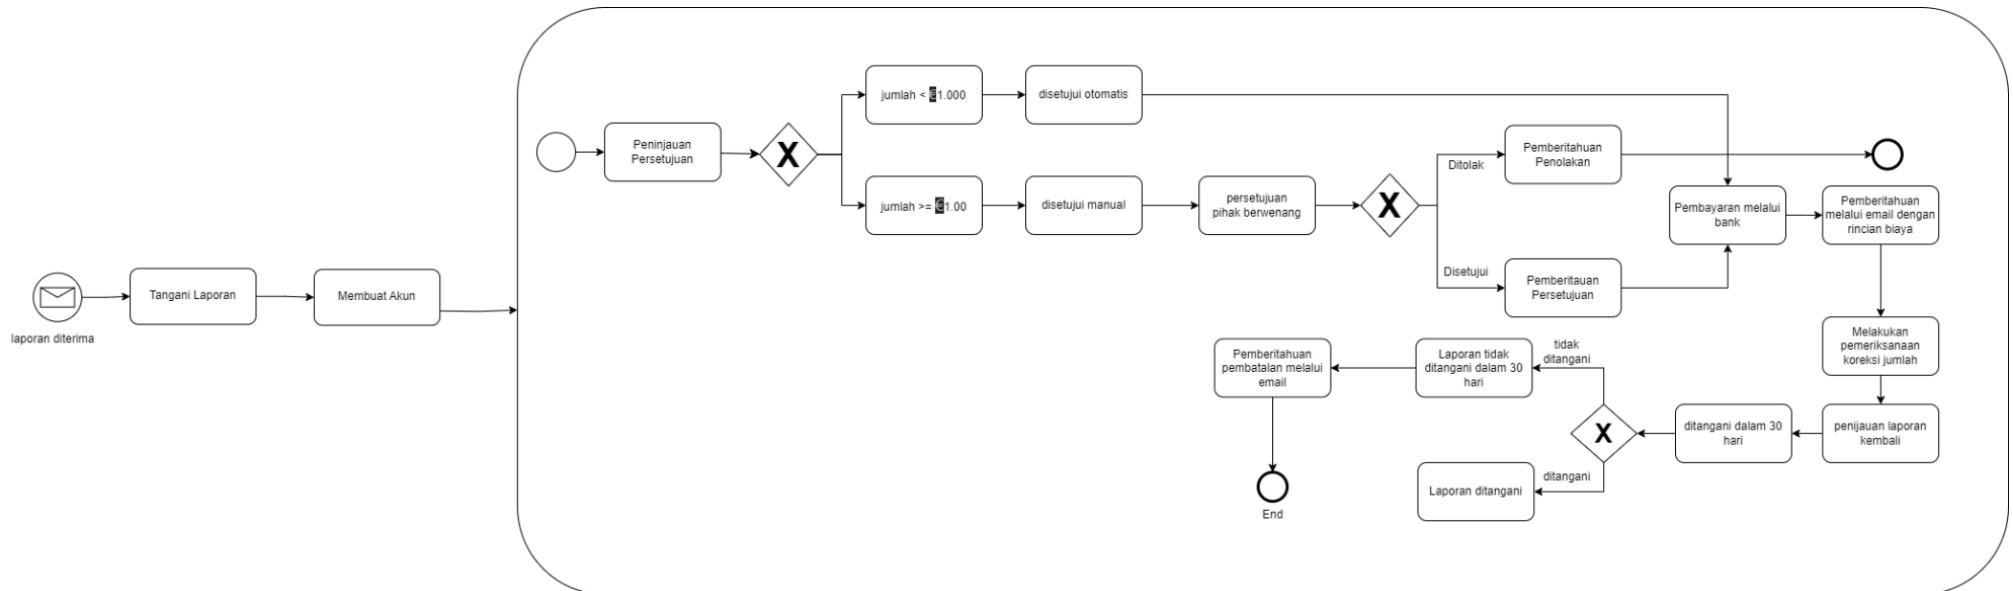 laporan diterima
Tangani Laporan
Membuat Akun
Peninjauan
Persetujuan
X
jumlah < €1.000
disetujui otomatis
jumlah >= €1.00
disetujui manual
persetujuan
pihak berwenang
X
Ditolak
Pemberitahuan
Penolakan
Disetujui
Pemberitauan
Persetujuan
Pembayaran melalui
bank
Pemberitahuan
melalui email dengan
rincian biaya
Melakukan
pemeriksanaan
koreksi jumlah
penijauan laporan
kembali
ditangani dalam 30
hari
X
tidak
ditangani
Laporan tidak
ditangani dalam 30
hari
Pemberitahuan
pembatalan melalui
email
End
ditangani
Laporan ditangani